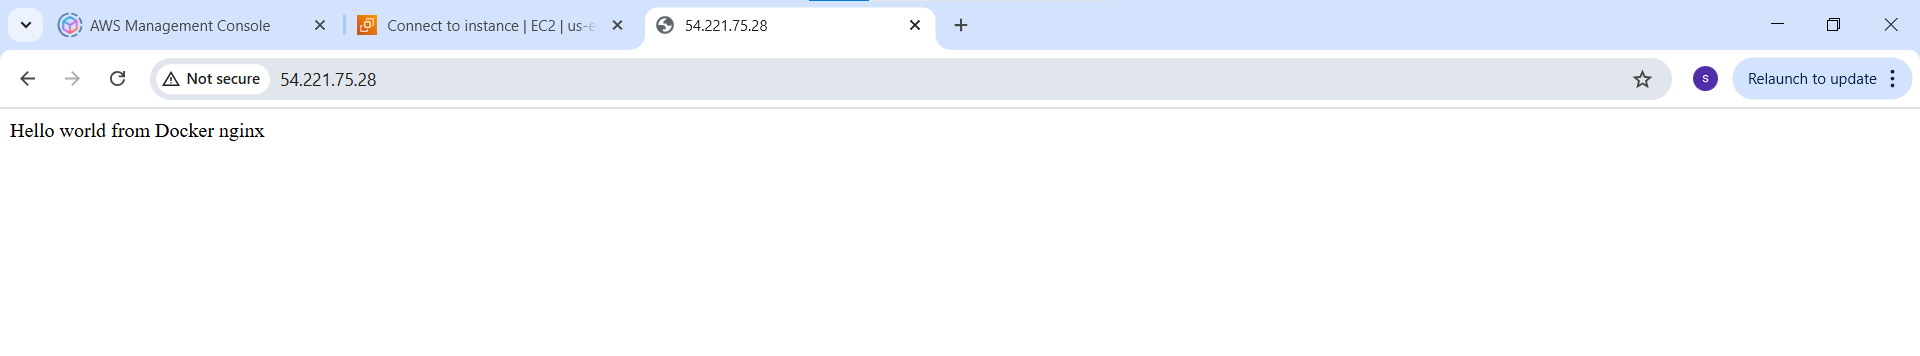 AWS Management Console
Connect to instance | EC2 | us-e
54.221.75.28
Not secure
54.221.75.28
S
Relaunch to update
Hello world from Docker nginx